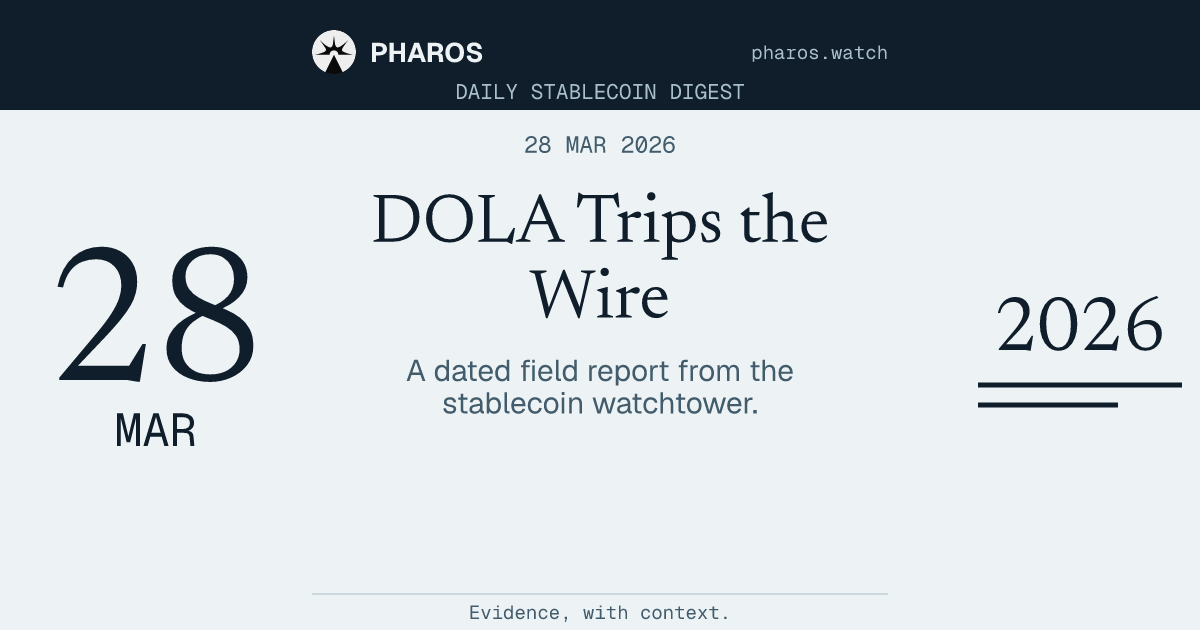 PHAROS
pharos.watch
DAILY STABLECOIN DIGEST
28 MAR 2026
DOLA Trips the
Wire
A dated field report from the
stablecoin watchtower.
28
MAR
2026
Evidence, with context.